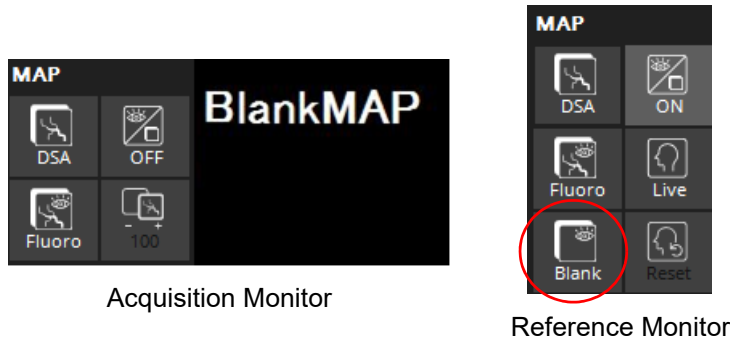 MAP
DSA
OFF
Fluoro
- +
100
BlankMAP
Acquisition Monitor
MAP
DSA
ON
Fluoro
Live
Blank
Reset
Reference Monitor